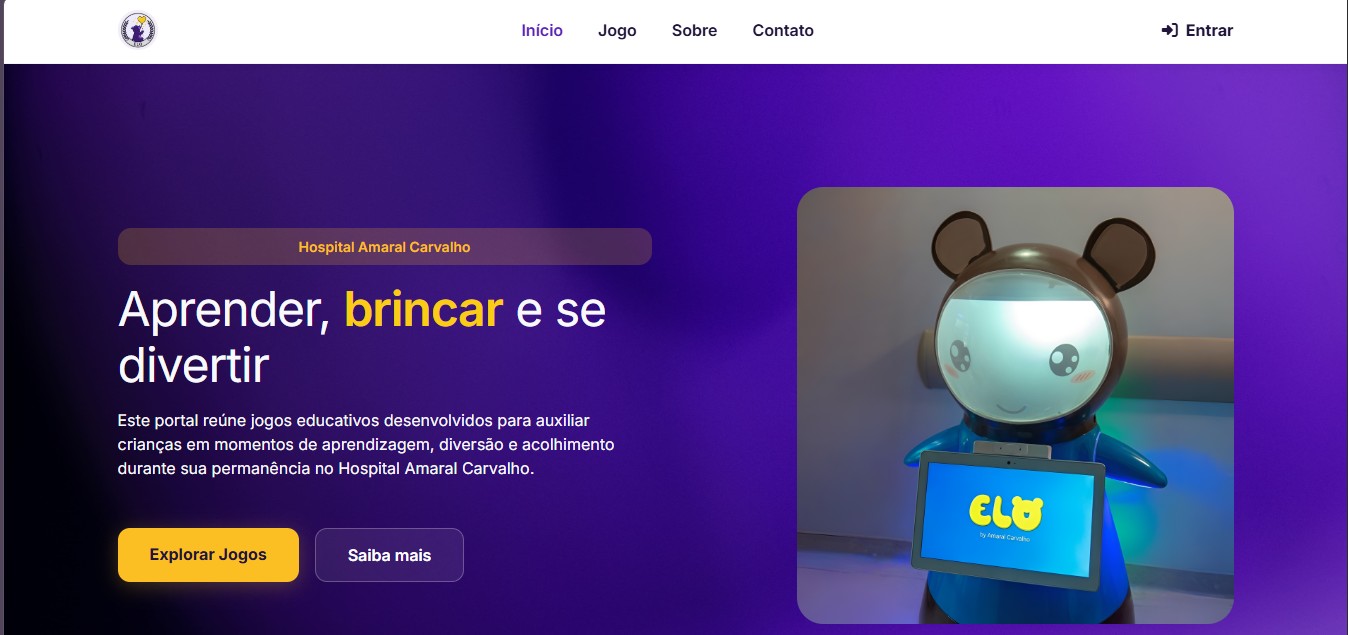 Início
Jogo
Sobre
Contato
Entrar
Hospital Amaral Carvalho
Aprender, brincar e se
divertir
Este portal reúne jogos educativos desenvolvidos para auxiliar
crianças em momentos de aprendizagem, diversão e acolhimento
durante sua permanência no Hospital Amaral Carvalho.
Explorar Jogos
Saiba mais
ELO
by Amaral Carvalho